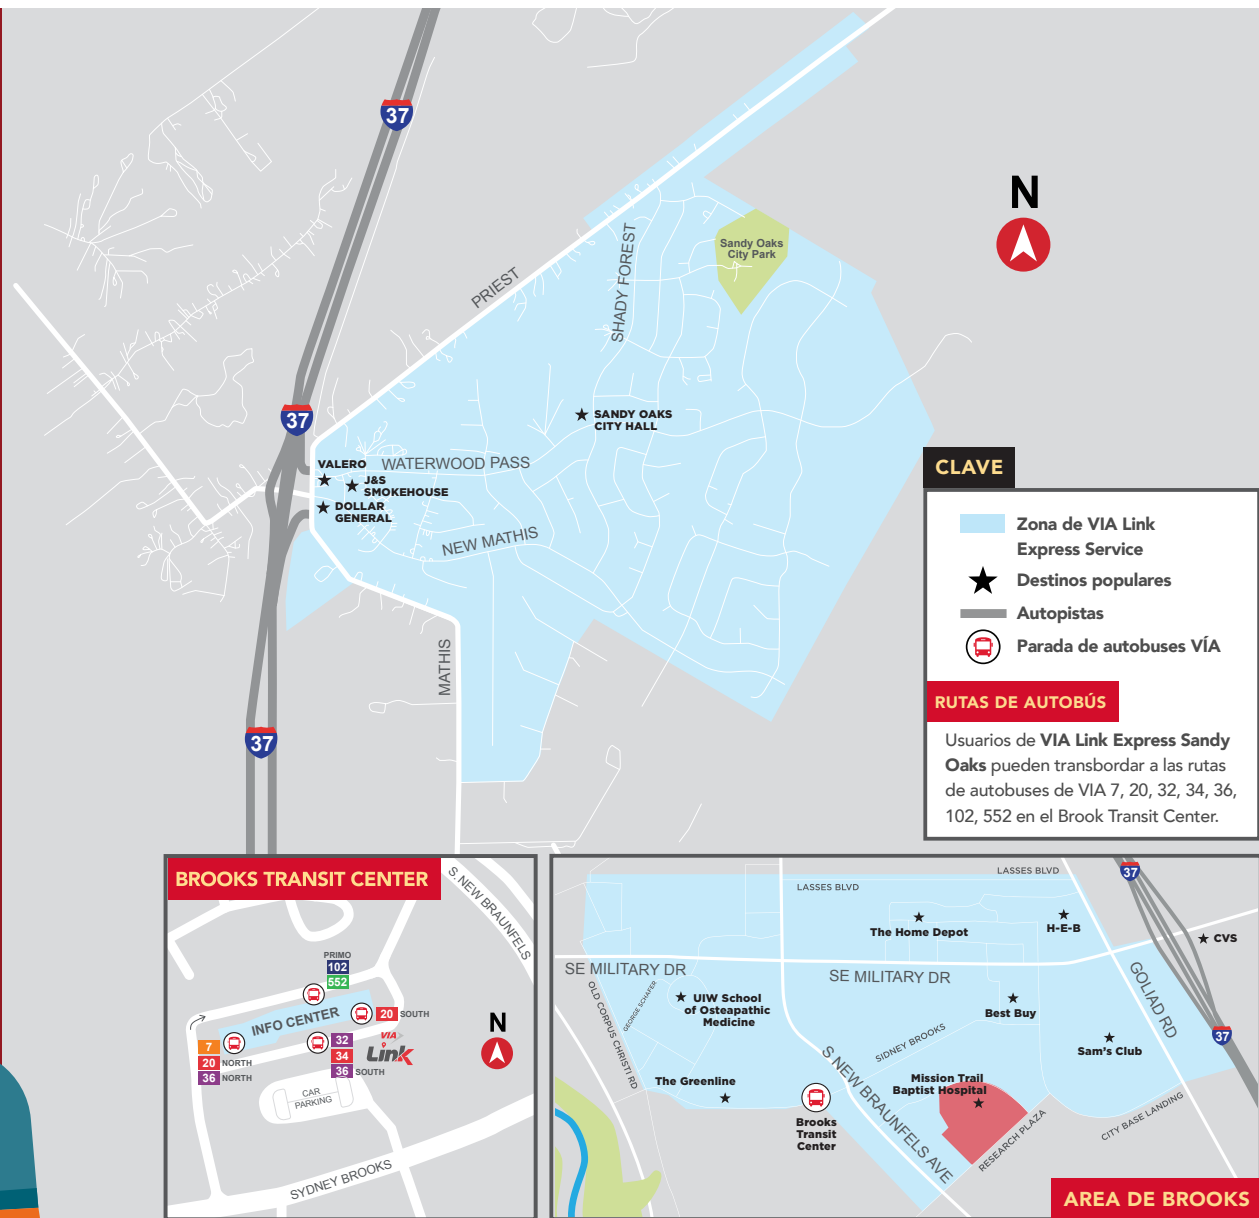 37
N
Sandy Oaks
City Park
PRIEST
SHADY FOREST
37
SANDY OAKS
CITY HALL
VALERO
WATERWOOD PASS
J&S
SMOKEHOUSE
DOLLAR
GENERAL
NEW MATHIS
MATHIS
37
CLAVE
Zona de VIA Link
Express Service
Destinos populares
Autopistas
Parada de autobuses VÍA
RUTAS DE AUTOBÚS
Usuarios de VIA Link Express Sandy
Oaks pueden transbordar a las rutas
de autobuses de VIA 7, 20, 32, 34, 36,
102, 552 en el Brook Transit Center.
BROOKS TRANSIT CENTER
S. NEW BRAUNFELS
PRIMO
102
552
INFO CENTER
20 SOUTH
7
20 NORTH
36 NORTH
32
34
36 SOUTH
VIA
Link
N
CAR
PARKING
SYDNEY BROOKS
LASSES BLVD
LASSES BLVD
37
The Home Depot
H-E-B
CVS
SE MILITARY DR
SE MILITARY DR
GOLIAD RD
OLD CORPUS CHRISTI RD
GEORGE SCHAFER
UIW School
of Osteapathic
Medicine
Best Buy
37
SIDNEY BROOKS
Sam's Club
S. NEW BRAUNFELS AVE
The Greenline
Mission Trail
Baptist Hospital
Brooks
Transit
Center
RESEARCH PLAZA
CITY BASE LANDING
AREA DE BROOKS